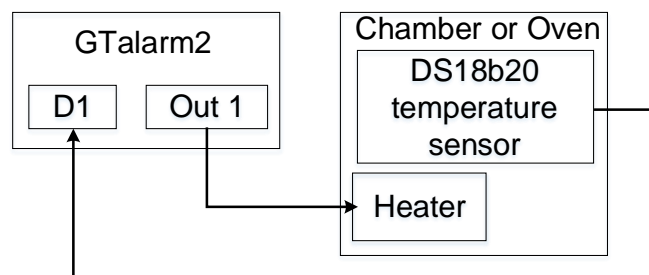 GTalarm2
D1
Out 1
Chamber or Oven
DS18b20
temperature
sensor
Heater